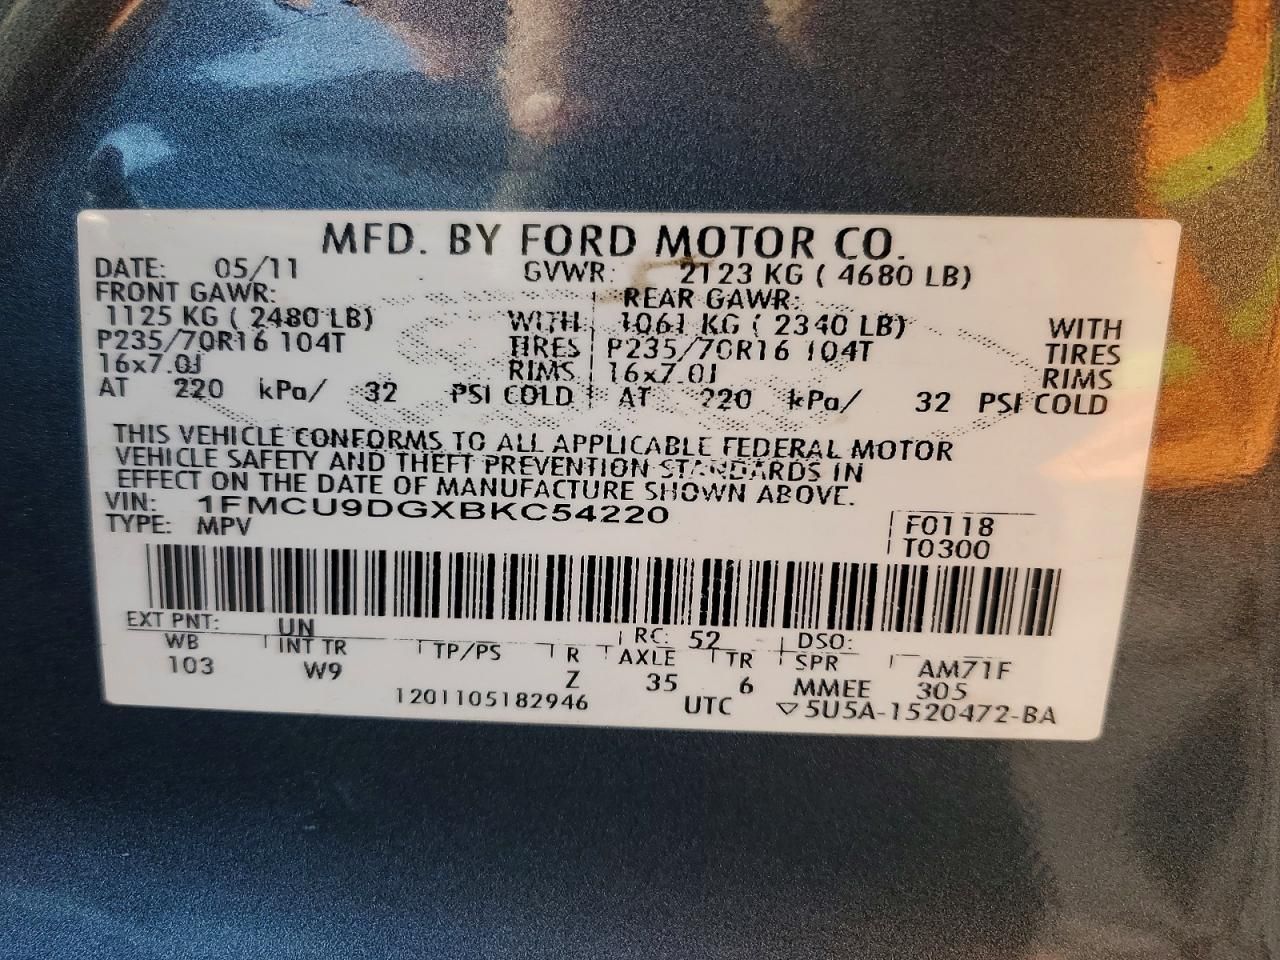 MFD. BY FORD MOTOR CO.
DATE: 05/11 GVWR: 2123 KG ( 4680 LB)
FRONT GAWR: REAR GAWR:
1125 KG ( 2480 LB) WITH 1061 KG ( 2340 LB) WITH
P235/70R16 104T TIRES P235/70R16 104T TIRES
16x7.0J RIMS 16x7.0J RIMS
AT 220 kPa/ 32 PSI COLD AT 220 kPa/ 32 PSI COLD
THIS VEHICLE CONFORMS TO ALL APPLICABLE FEDERAL MOTOR
VEHICLE SAFETY AND THEFT PREVENTION STANDARDS IN
EFFECT ON THE DATE OF MANUFACTURE SHOWN ABOVE.
VIN: 1FMCU9DGXBKC54220
TYPE: MPV F0118
T0300
EXT PNT: UN RC: 52 DSO:
WB INT TR TP/PS R AXLE TR SPR AM71F
103 W9 Z 35 6 MMEE 305
1201105182946 UTC ▽5U5A-1520472-BA